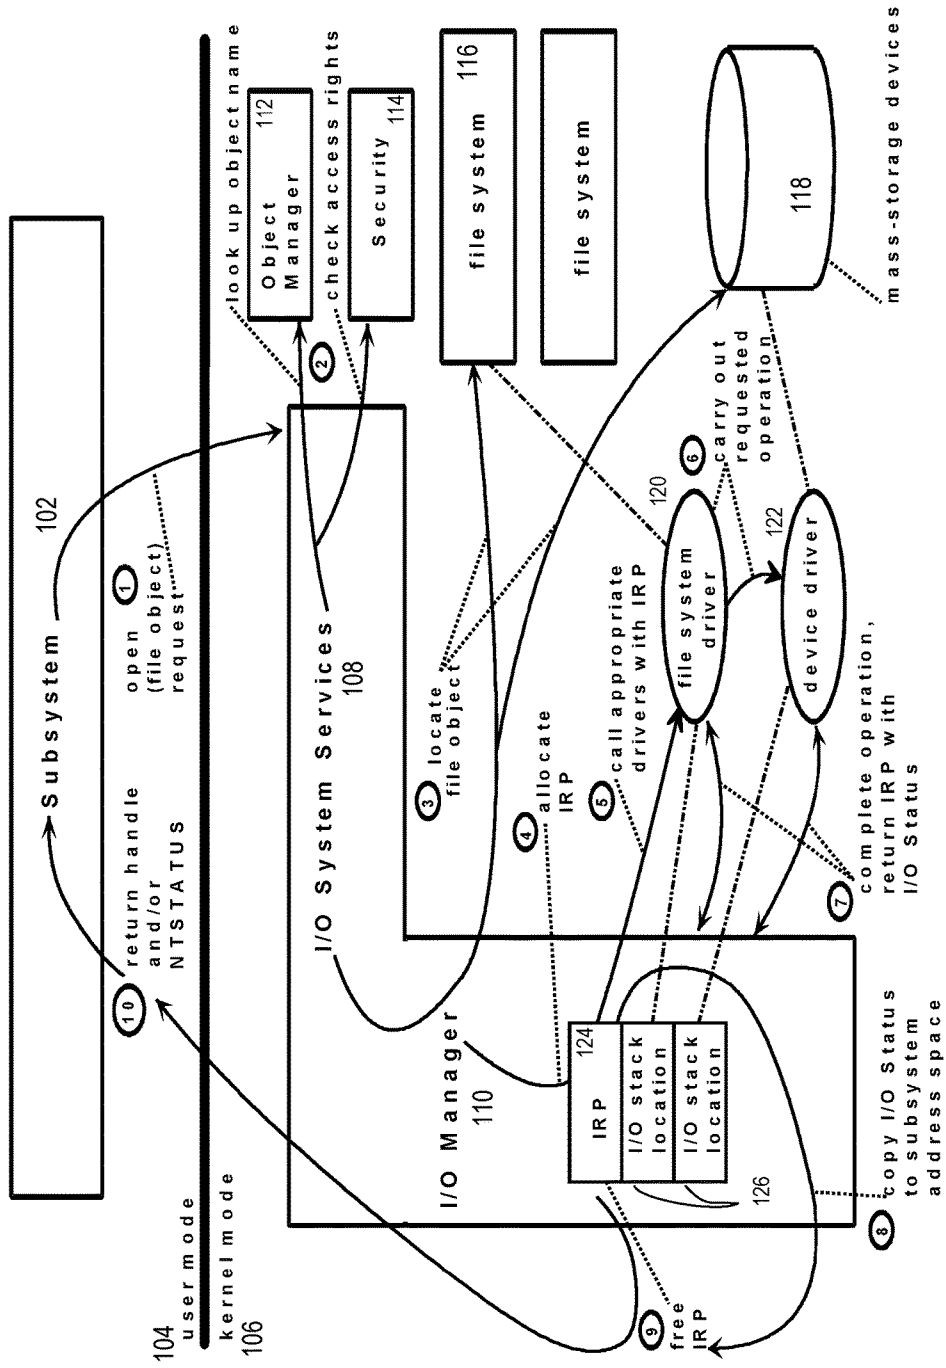 Subsystem
102
104
user mode
kernel mode
106
1
open
(file object)
request
10
return handle
and/or
NTSTATUS
look up object name
Object
Manager
112
2
check access rights
Security
114
I/O System Services
108
file system
116
file system
3
locate
file object
118
mass-storage devices
I/O Manager
110
4
allocate
IRP
5
call appropriate
drivers with IRP
file system
driver
120
6
carry out
requested
operation
device driver
122
7
complete operation,
return IRP with
I/O Status
IRP
124
I/O stack
location
I/O stack
location
126
8
copy I/O Status
to subsystem
address space
9
free
IRP